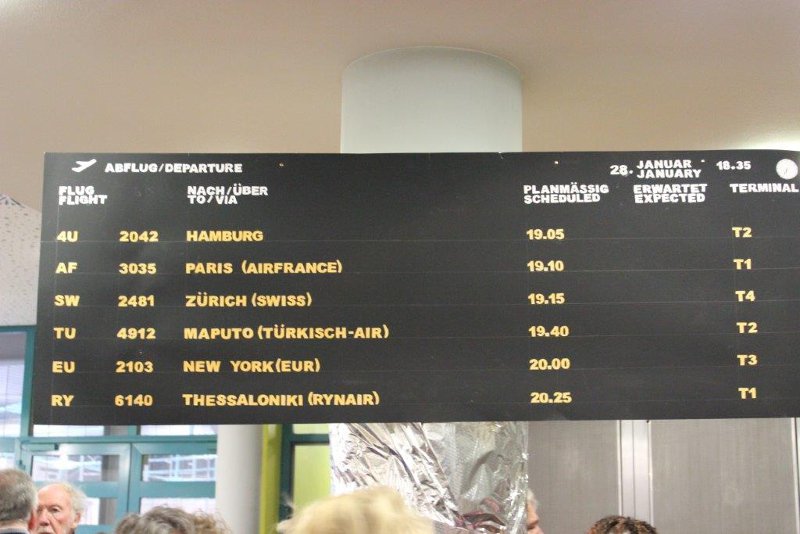 ABFLUG/DEPARTURE 28. JANUAR JANUARY 18.35
FLUG NACH/ÜBER PLANMÄSSIG ERWARTET TERMINAL
FLIGHT TO/VIA SCHEDULED EXPECTED
4U 2042 HAMBURG 19.05 T2
AF 3035 PARIS (AIRFRANCE) 19.10 T1
SW 2481 ZÜRICH (SWISS) 19.15 T4
TU 4912 MAPUTO (TÜRKISCH-AIR) 19.40 T2
EU 2103 NEW YORK (EUR) 20.00 T3
RY 6140 THESSALONIKI (RYNAIR) 20.25 T1